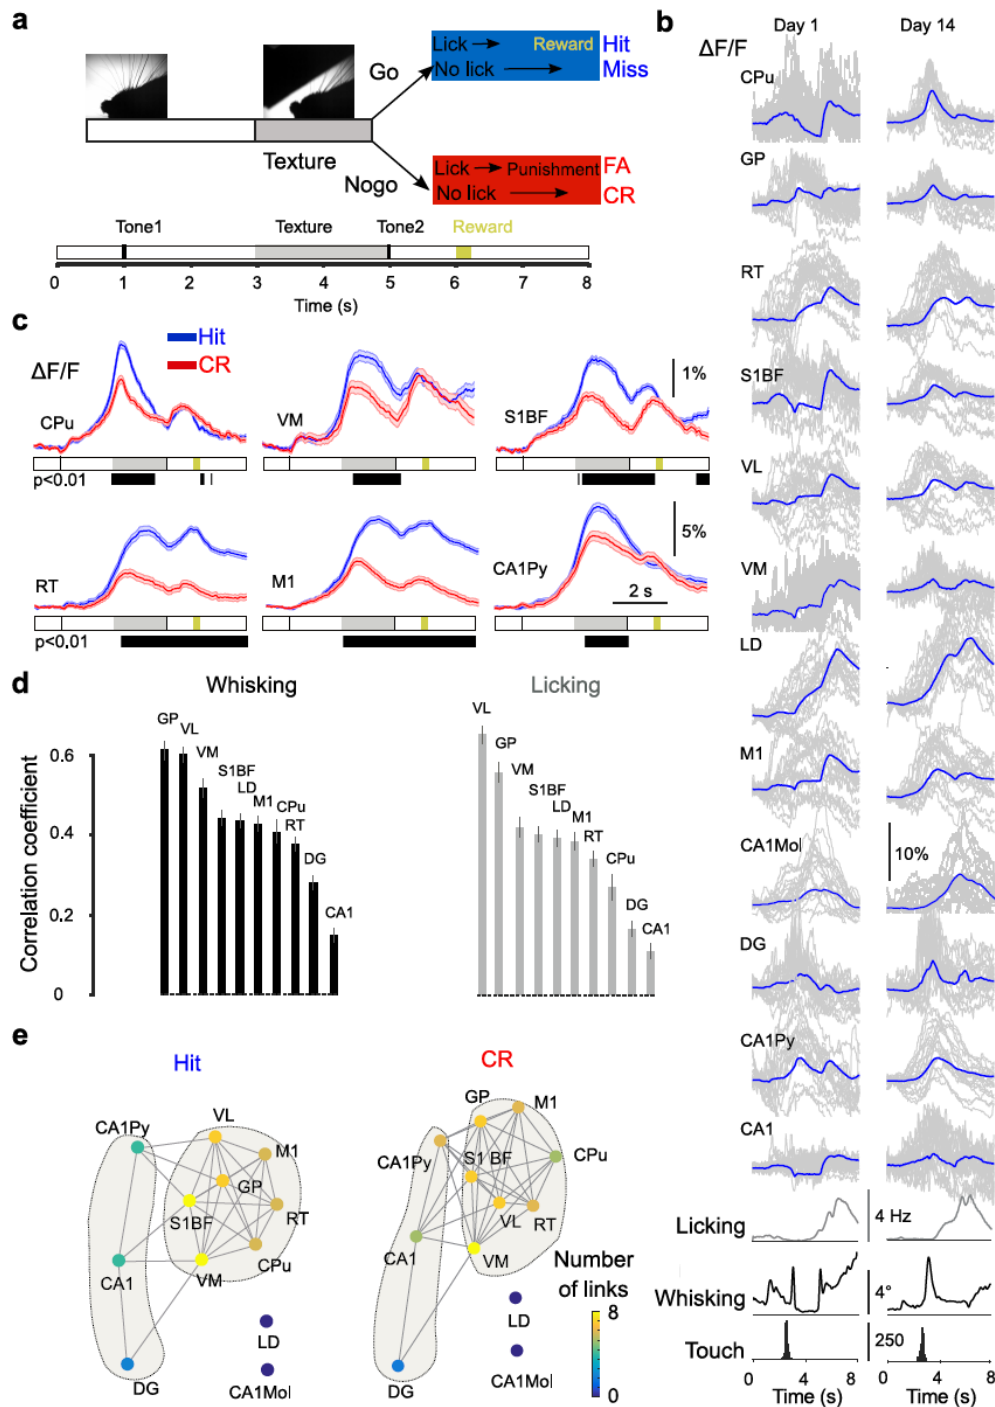 a
Lick Reward Hit
No lick Miss
Go
Texture
Nogo
Lick Punishment FA
No lick CR
Tone1 Texture Tone2 Reward
0 1 2 3 4 5 6 7 8
Time (s)
b
Day 1 Day 14
ΔF/F
CPu
GP
RT
S1BF
VL
VM
LD
M1
CA1Mol
10%
DG
CA1Py
CA1
Licking
4 Hz
Whisking
4°
Touch
250
0 4 8 0 4 8
Time (s) Time (s)
c
Hit
CR
ΔF/F
CPu VM S1BF
1%
p<0.01
RT M1 CA1Py
5%
2 s
p<0.01
d
Whisking Licking
Correlation coefficient
0.6
0.4
0.2
0
GP VL VM S1BF LD M1 CPu RT DG CA1
VL GP VM S1BF LD M1 RT CPu DG CA1
e
Hit CR
VL
CA1Py
M1
GP
S1BF
RT
CPu
CA1
VM
LD
DG
CA1Mol
GP
M1
CA1Py
S1 BF
CPu
VL
RT
CA1
VM
LD
DG
CA1Mol
Number
of links
8
0